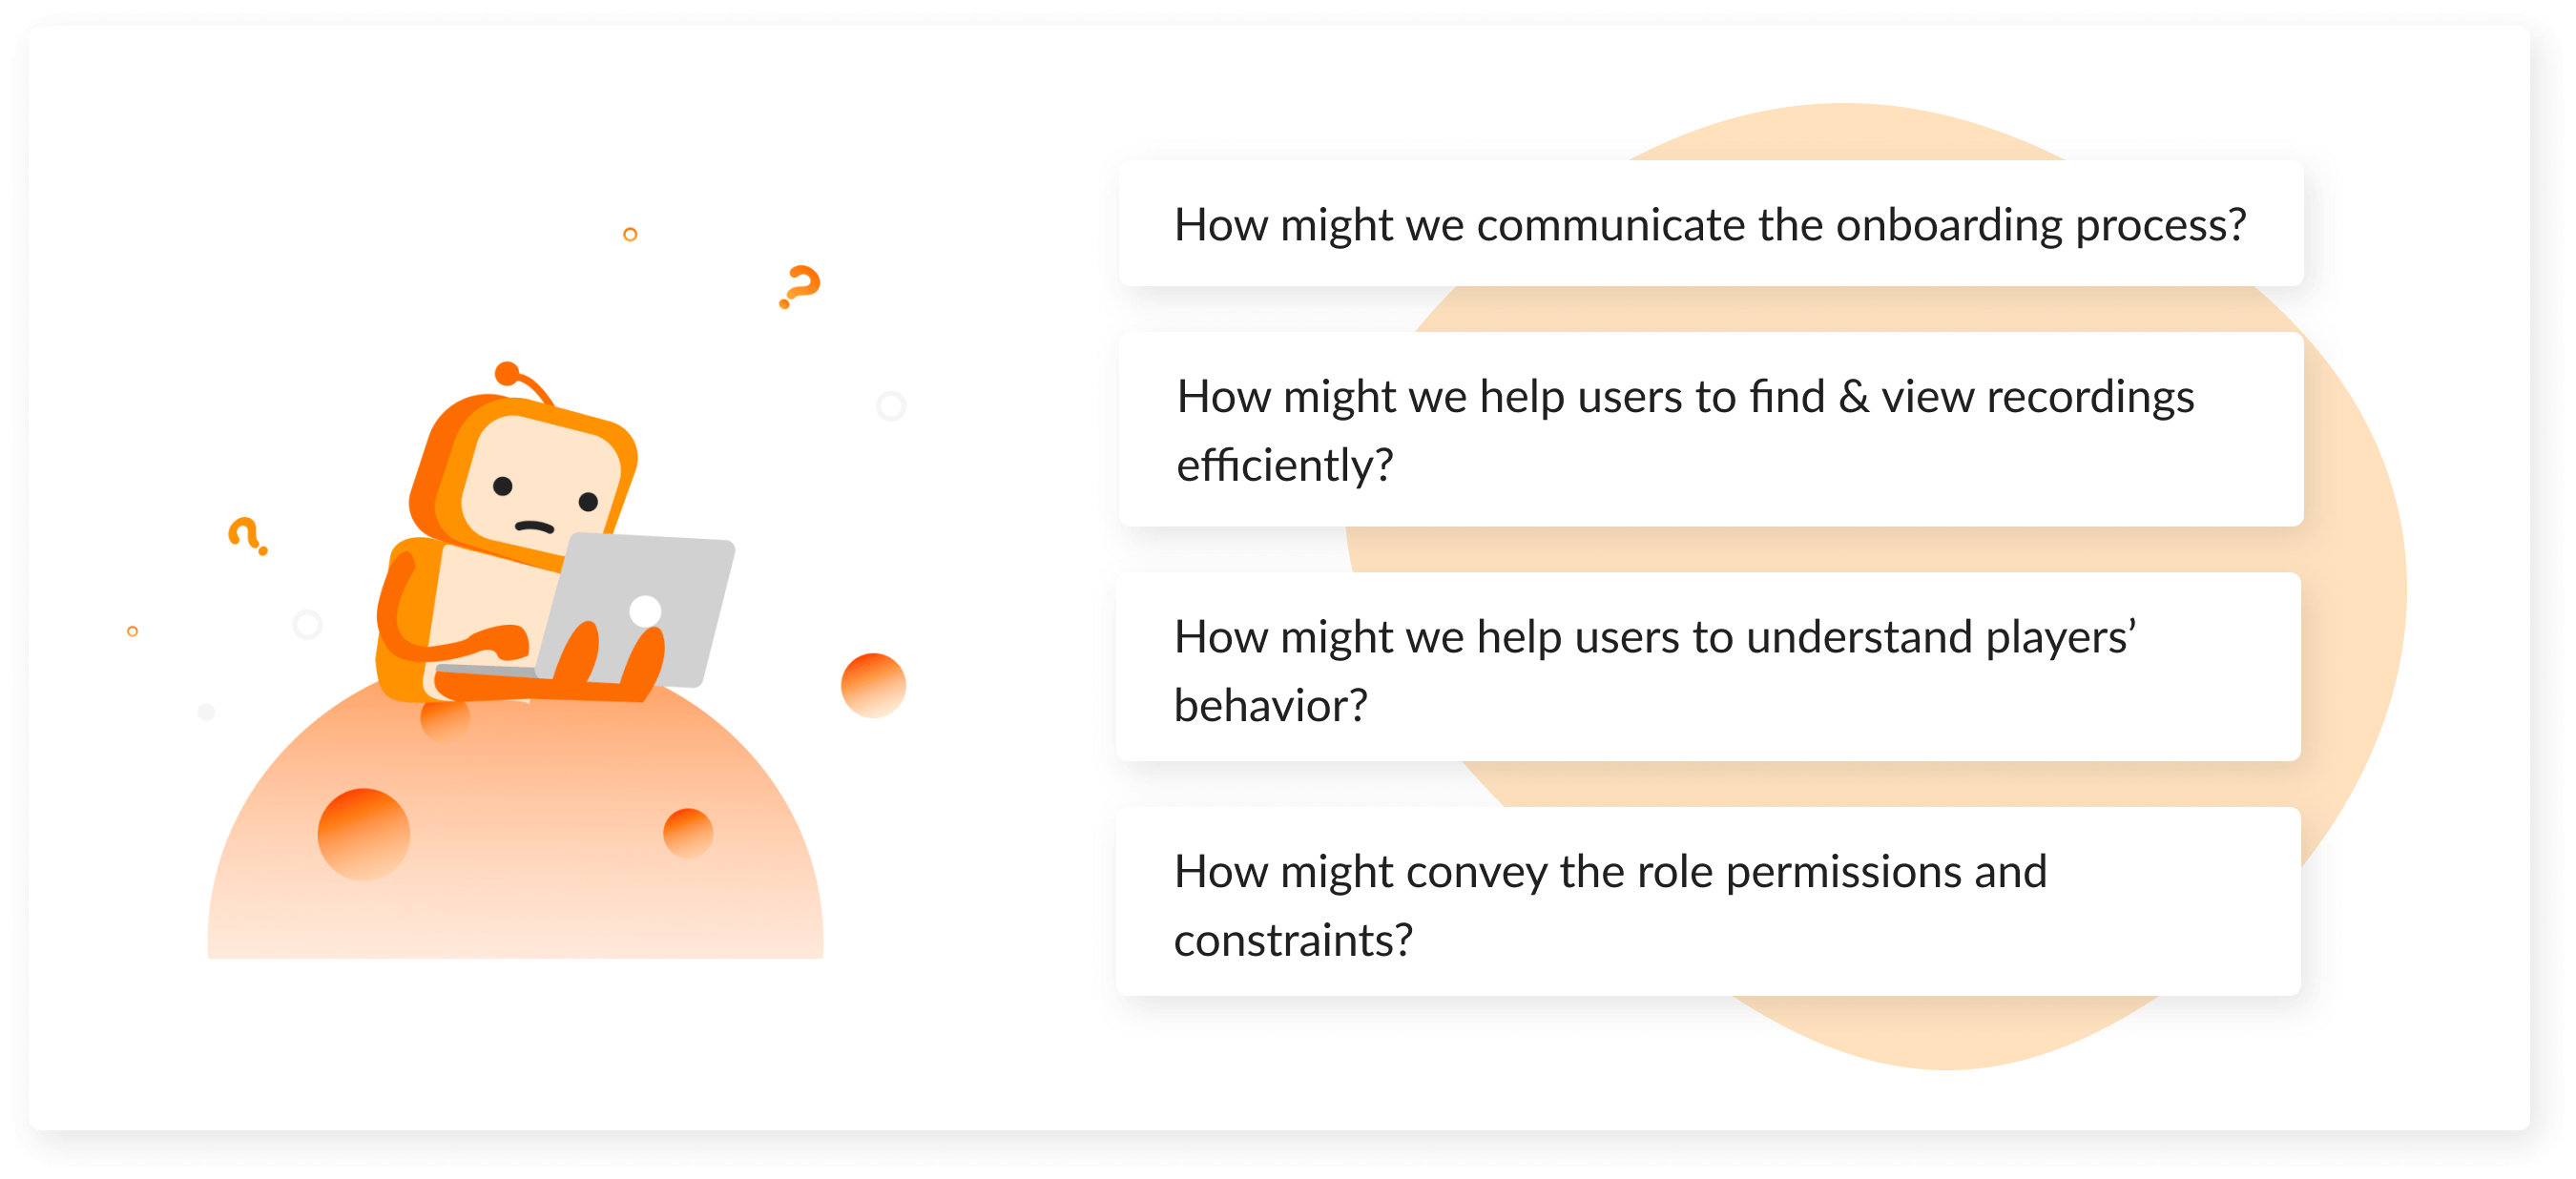 How might we communicate the onboarding process?
How might we help users to find & view recordings
efficiently?
How might we help users to understand players’
behavior?
How might convey the role permissions and
constraints?